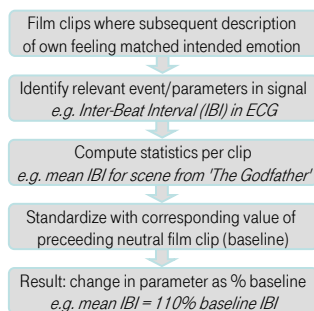 Film clips where subsequent description
of own feeling matched intended emotion
Identify relevant event/parameters in signal
e.g. Inter-Beat Interval (IBI) in ECG
Compute statistics per clip
e.g. mean IBI for scene from 'The Godfather'
Standardize with corresponding value of
preceeding neutral film clip (baseline)
Result: change in parameter as % baseline
e.g. mean IBI = 110% baseline IBI